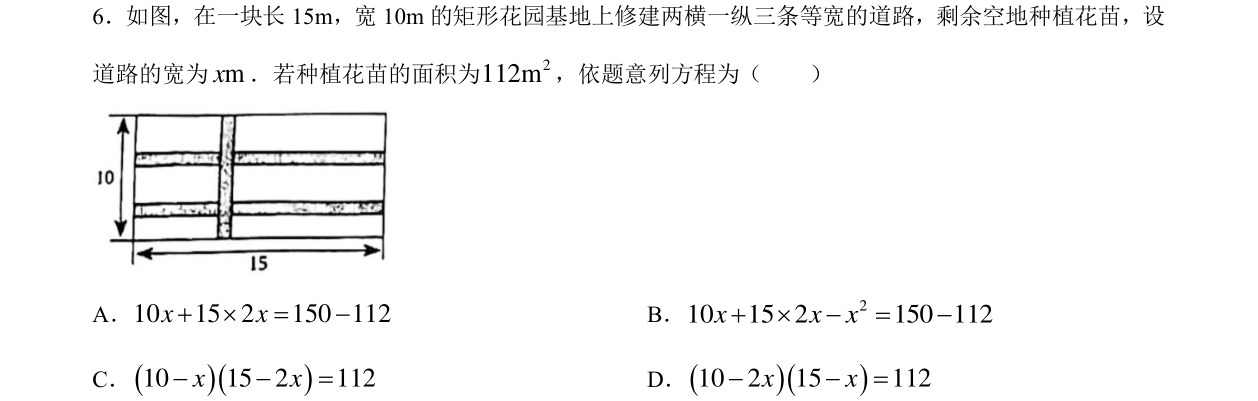 6．如图，在一块长 15m，宽 10m 的矩形花园基地上修建两横一纵三条等宽的道路，剩余空地种植花苗，设
道路的宽为 xm．若种植花苗的面积为112m²，依题意列方程为（　　）
10
15
A．10x+15×2x=150−112
B．10x+15×2x−x²=150−112
C．(10−x)(15−2x)=112
D．(10−2x)(15−x)=112